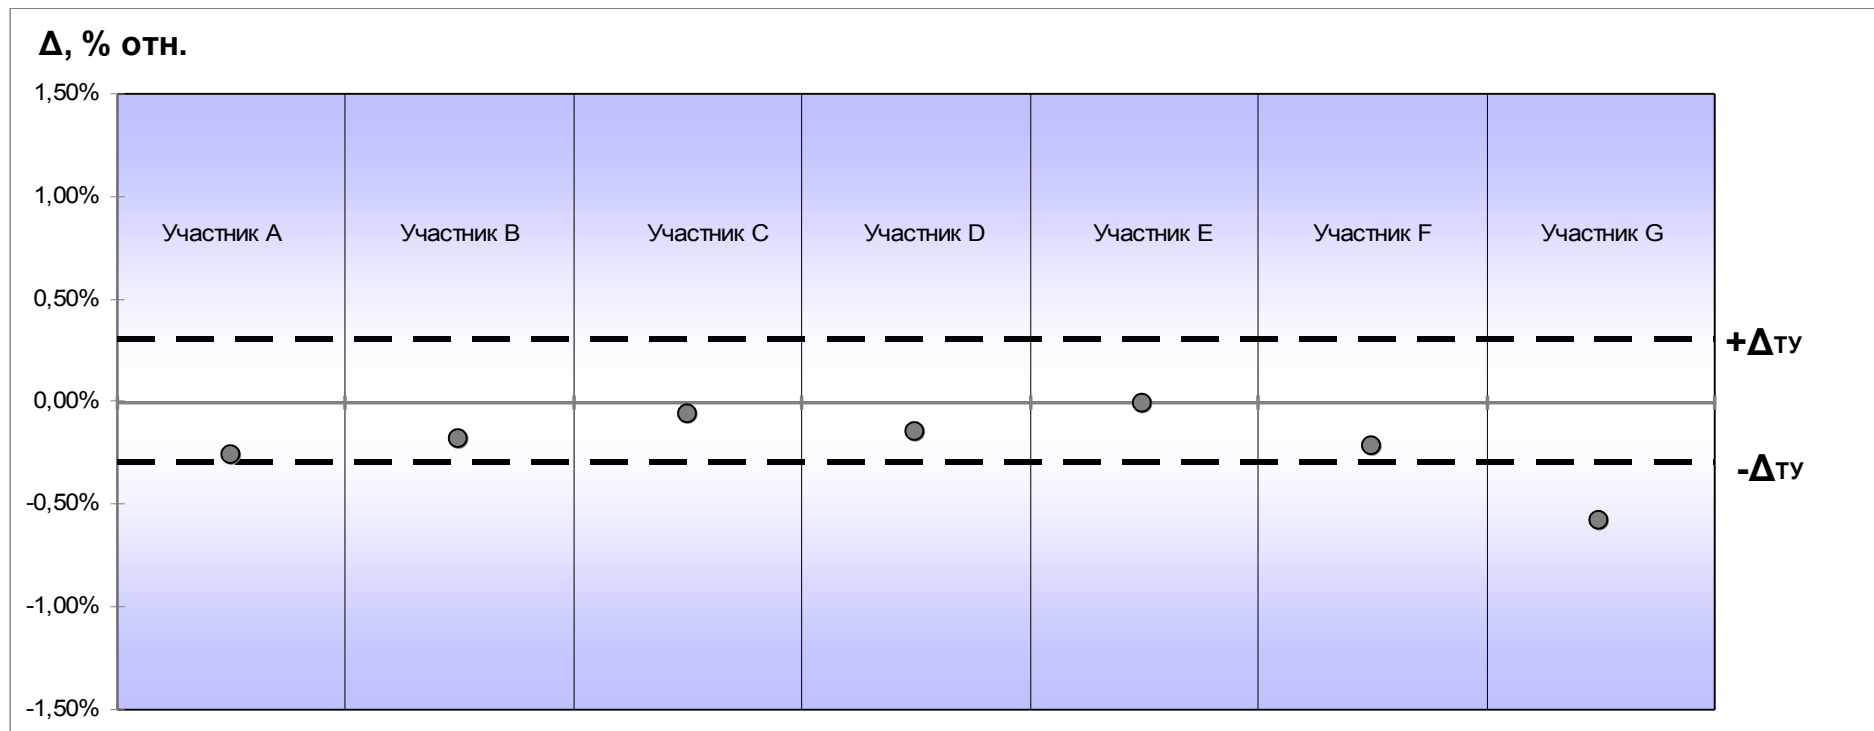 Δ, % отн.
1,50%
1,00%
Участник A
Участник B
Участник C
Участник D
Участник E
Участник F
Участник G
0,50%
+ΔТУ
0,00%
-ΔТУ
-0,50%
-1,00%
-1,50%